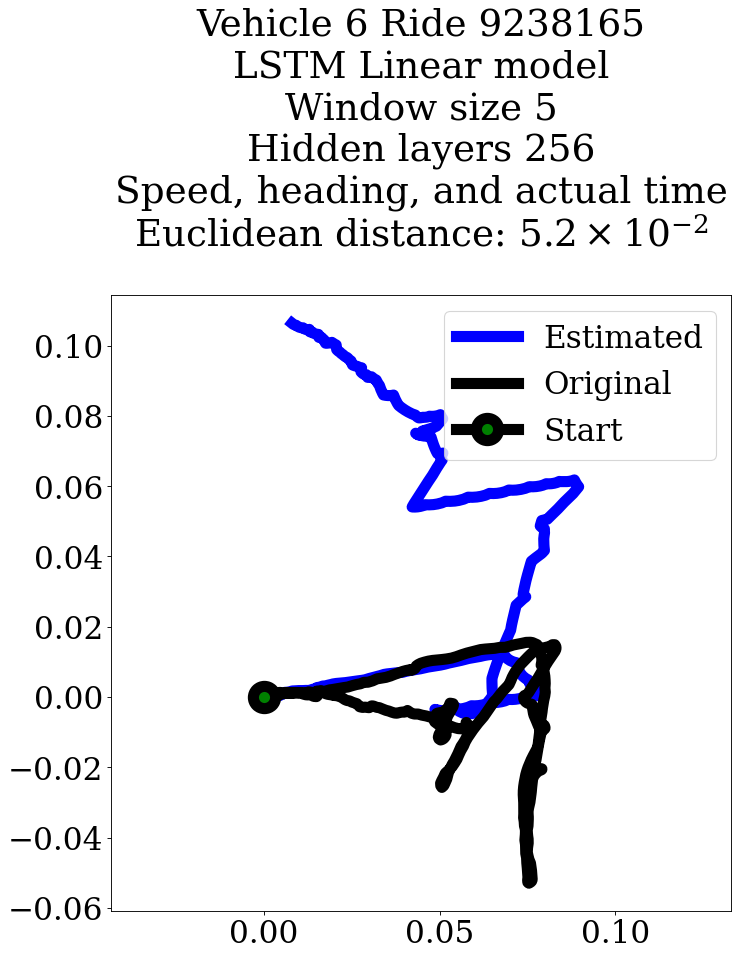 Vehicle 6 Ride 9238165
LSTM Linear model
Window size 5
Hidden layers 256
Speed, heading, and actual time
Euclidean distance: 5.2 × 10⁻²
Estimated
Original
Start
0.10
0.08
0.06
0.04
0.02
0.00
−0.02
−0.04
−0.06
0.00 0.05 0.10